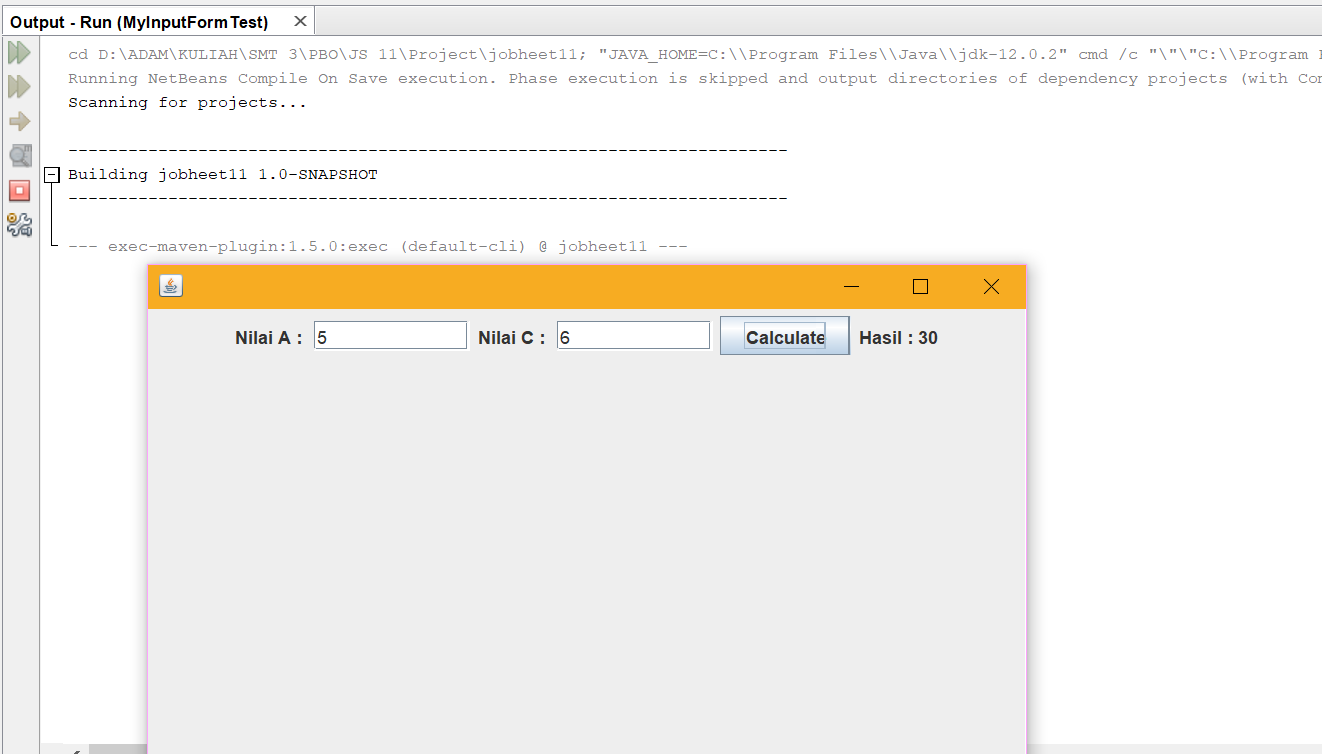 Output - Run (MyInputFormTest)
cd D:\ADAM\KULIAH\SMT 3\PBO\JS 11\Project\jobheet11; "JAVA_HOME=C:\\Program Files\\Java\\jdk-12.0.2" cmd /c "\"\"C:\\Program
Running NetBeans Compile On Save execution. Phase execution is skipped and output directories of dependency projects (with
Scanning for projects...
------------------------------------------------------------------------
Building jobheet11 1.0-SNAPSHOT
------------------------------------------------------------------------
--- exec-maven-plugin:1.5.0:exec (default-cli) @ jobheet11 ---
Nilai A : 5 Nilai C : 6 Calculate Hasil : 30